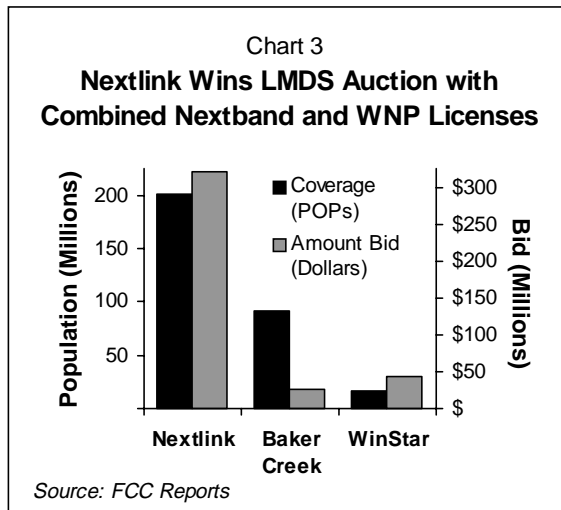 Chart 3
Nextlink Wins LMDS Auction with
Combined Nextband and WNP Licenses
Population (Millions)
200
150
100
50
Coverage
(POPs)
Amount Bid
(Dollars)
$300
$250
$200
$150
$100
$50
$
Bid (Millions)
Nextlink
Baker
Creek
WinStar
Source: FCC Reports